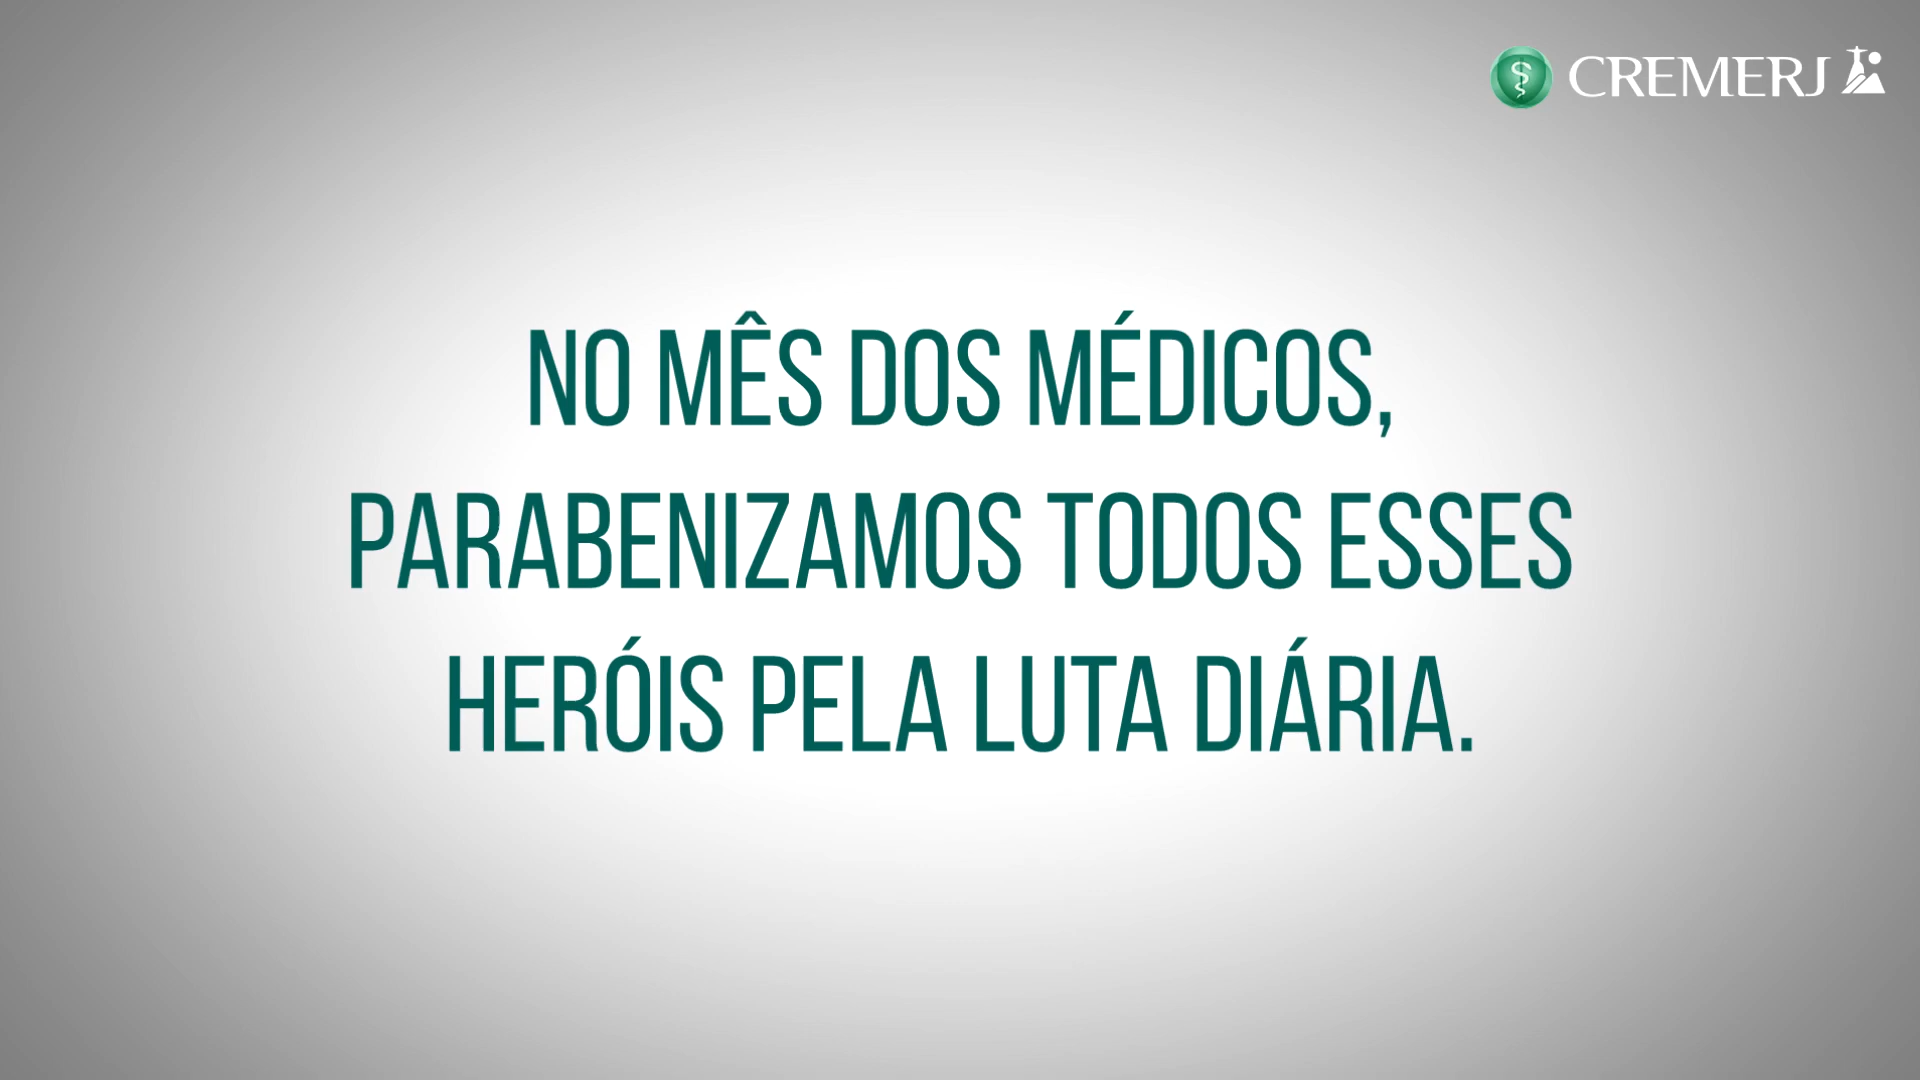 CREMERJ
NO MÊS DOS MÉDICOS,
PARABENIZAMOS TODOS ESSES
HERÓIS PELA LUTA DIÁRIA.